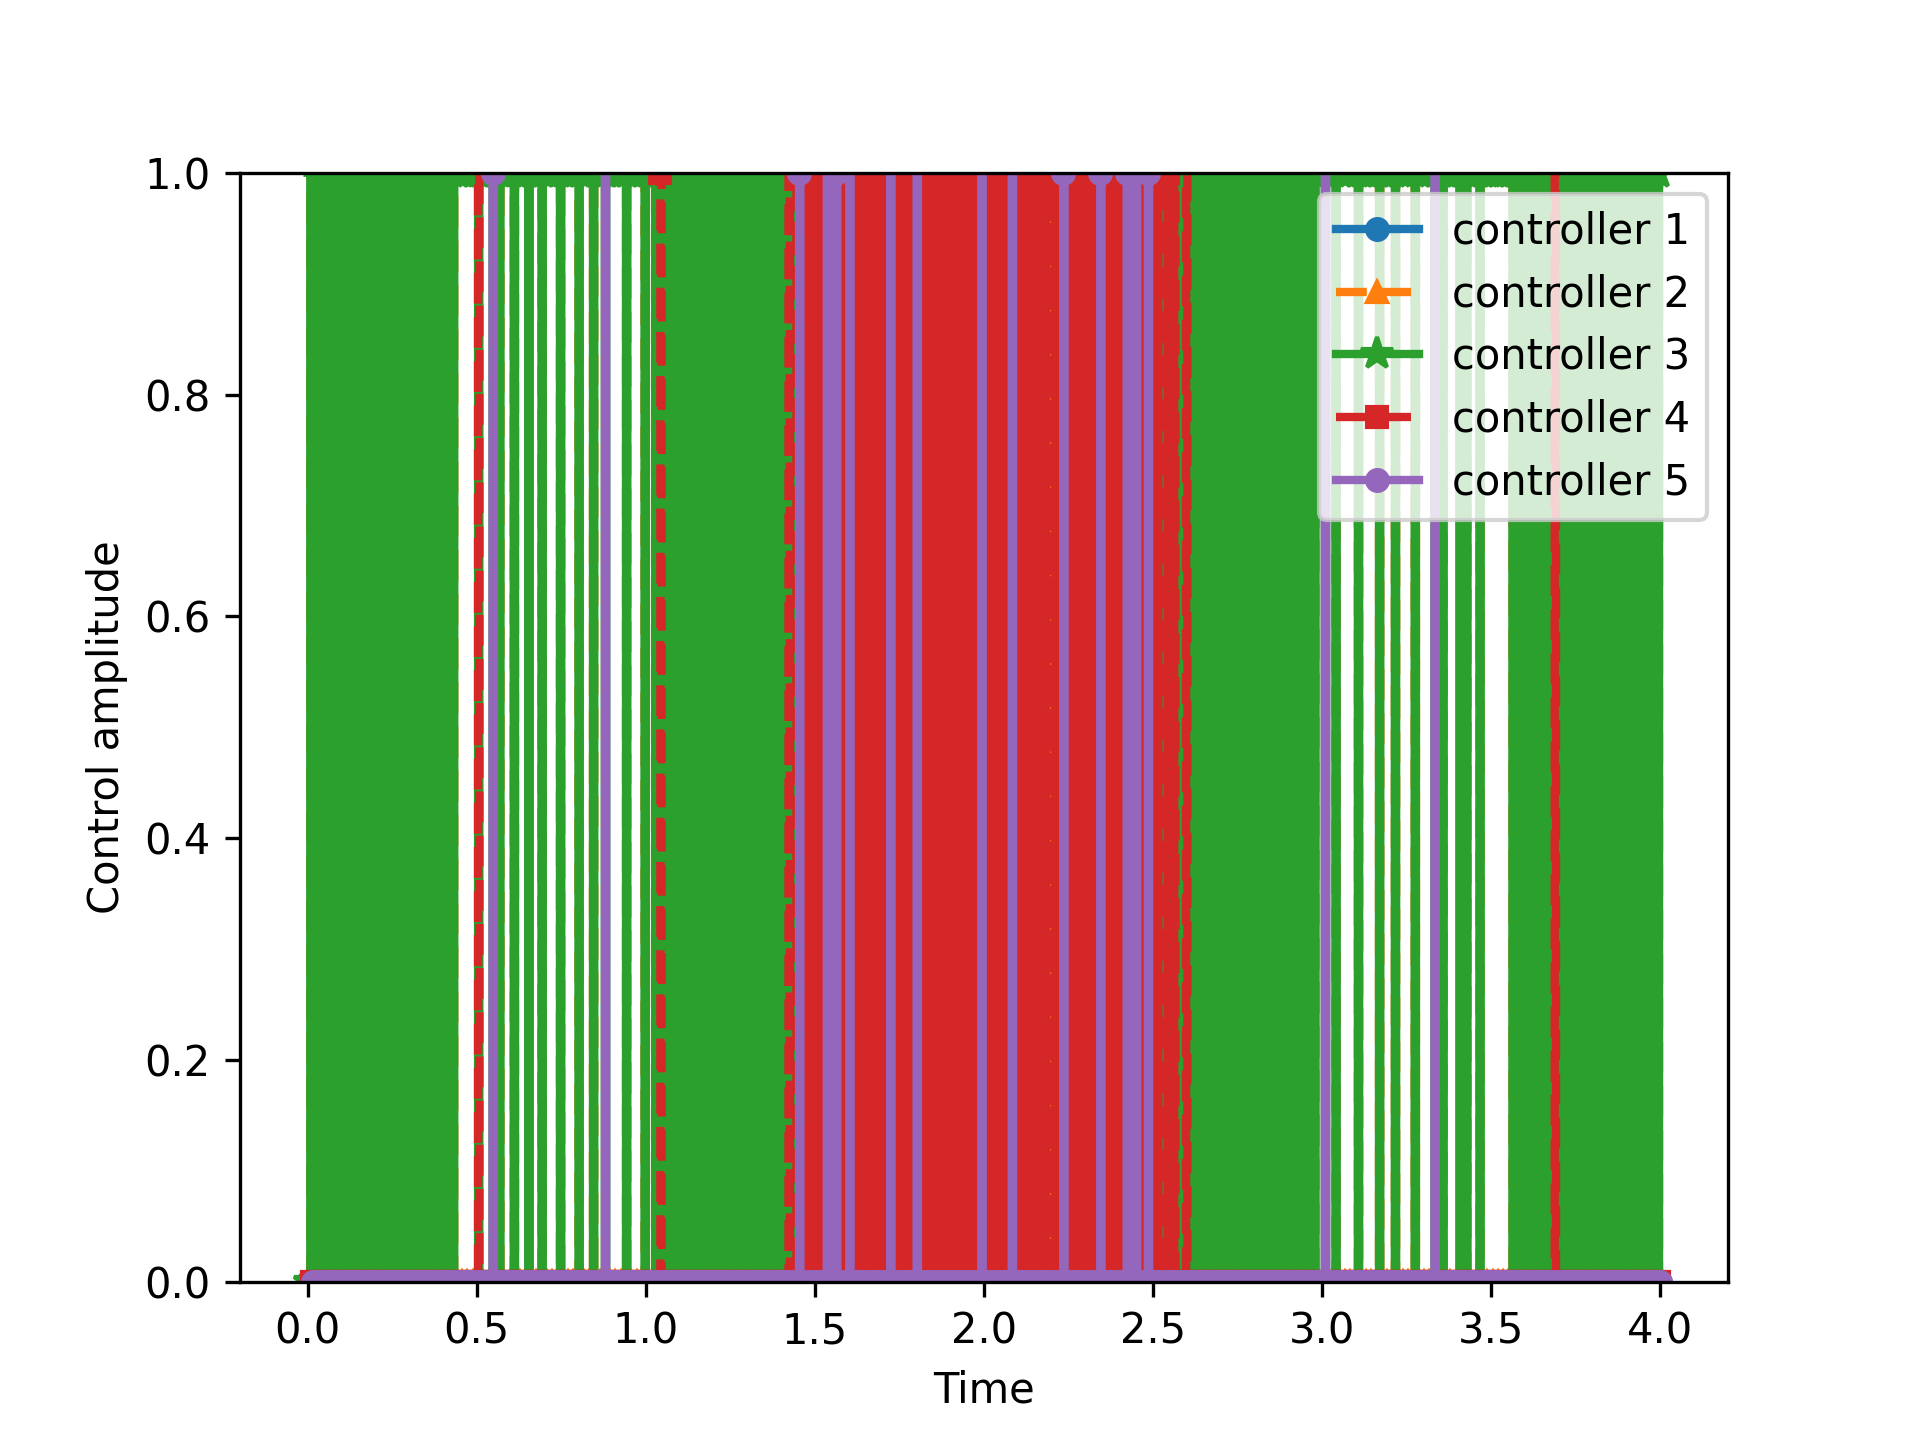 1.0
0.8
0.6
0.4
0.2
0.0
Control amplitude
controller 1
controller 2
controller 3
controller 4
controller 5
0.0 0.5 1.0 1.5 2.0 2.5 3.0 3.5 4.0
Time